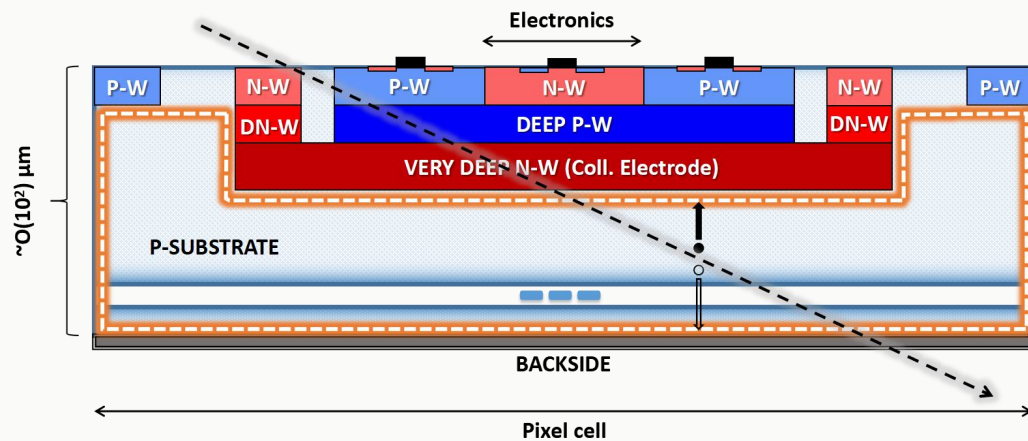 Electronics
P-W
N-W
P-W
N-W
P-W
N-W
P-W
DN-W
DEEP P-W
DN-W
VERY DEEP N-W (Coll. Electrode)
~O(10²) μm
P-SUBSTRATE
BACKSIDE
Pixel cell